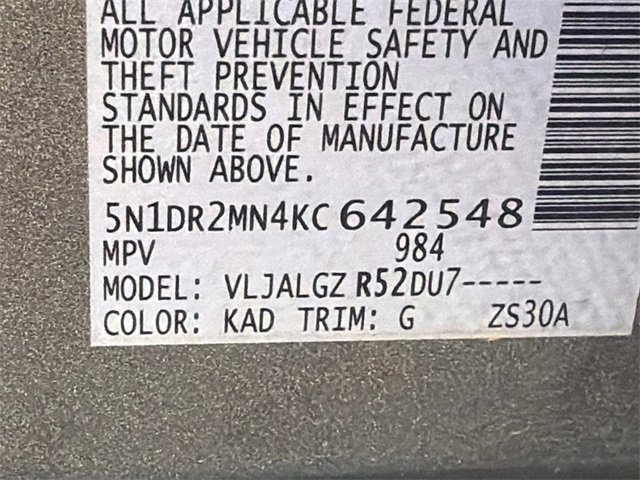 ALL APPLICABLE FEDERAL
MOTOR VEHICLE SAFETY AND
THEFT PREVENTION
STANDARDS IN EFFECT ON
THE DATE OF MANUFACTURE
SHOWN ABOVE.
5N1DR2MN4KC642548
MPV 984
MODEL: VLJALGZ R52DU7-----
COLOR: KAD TRIM: G ZS30A